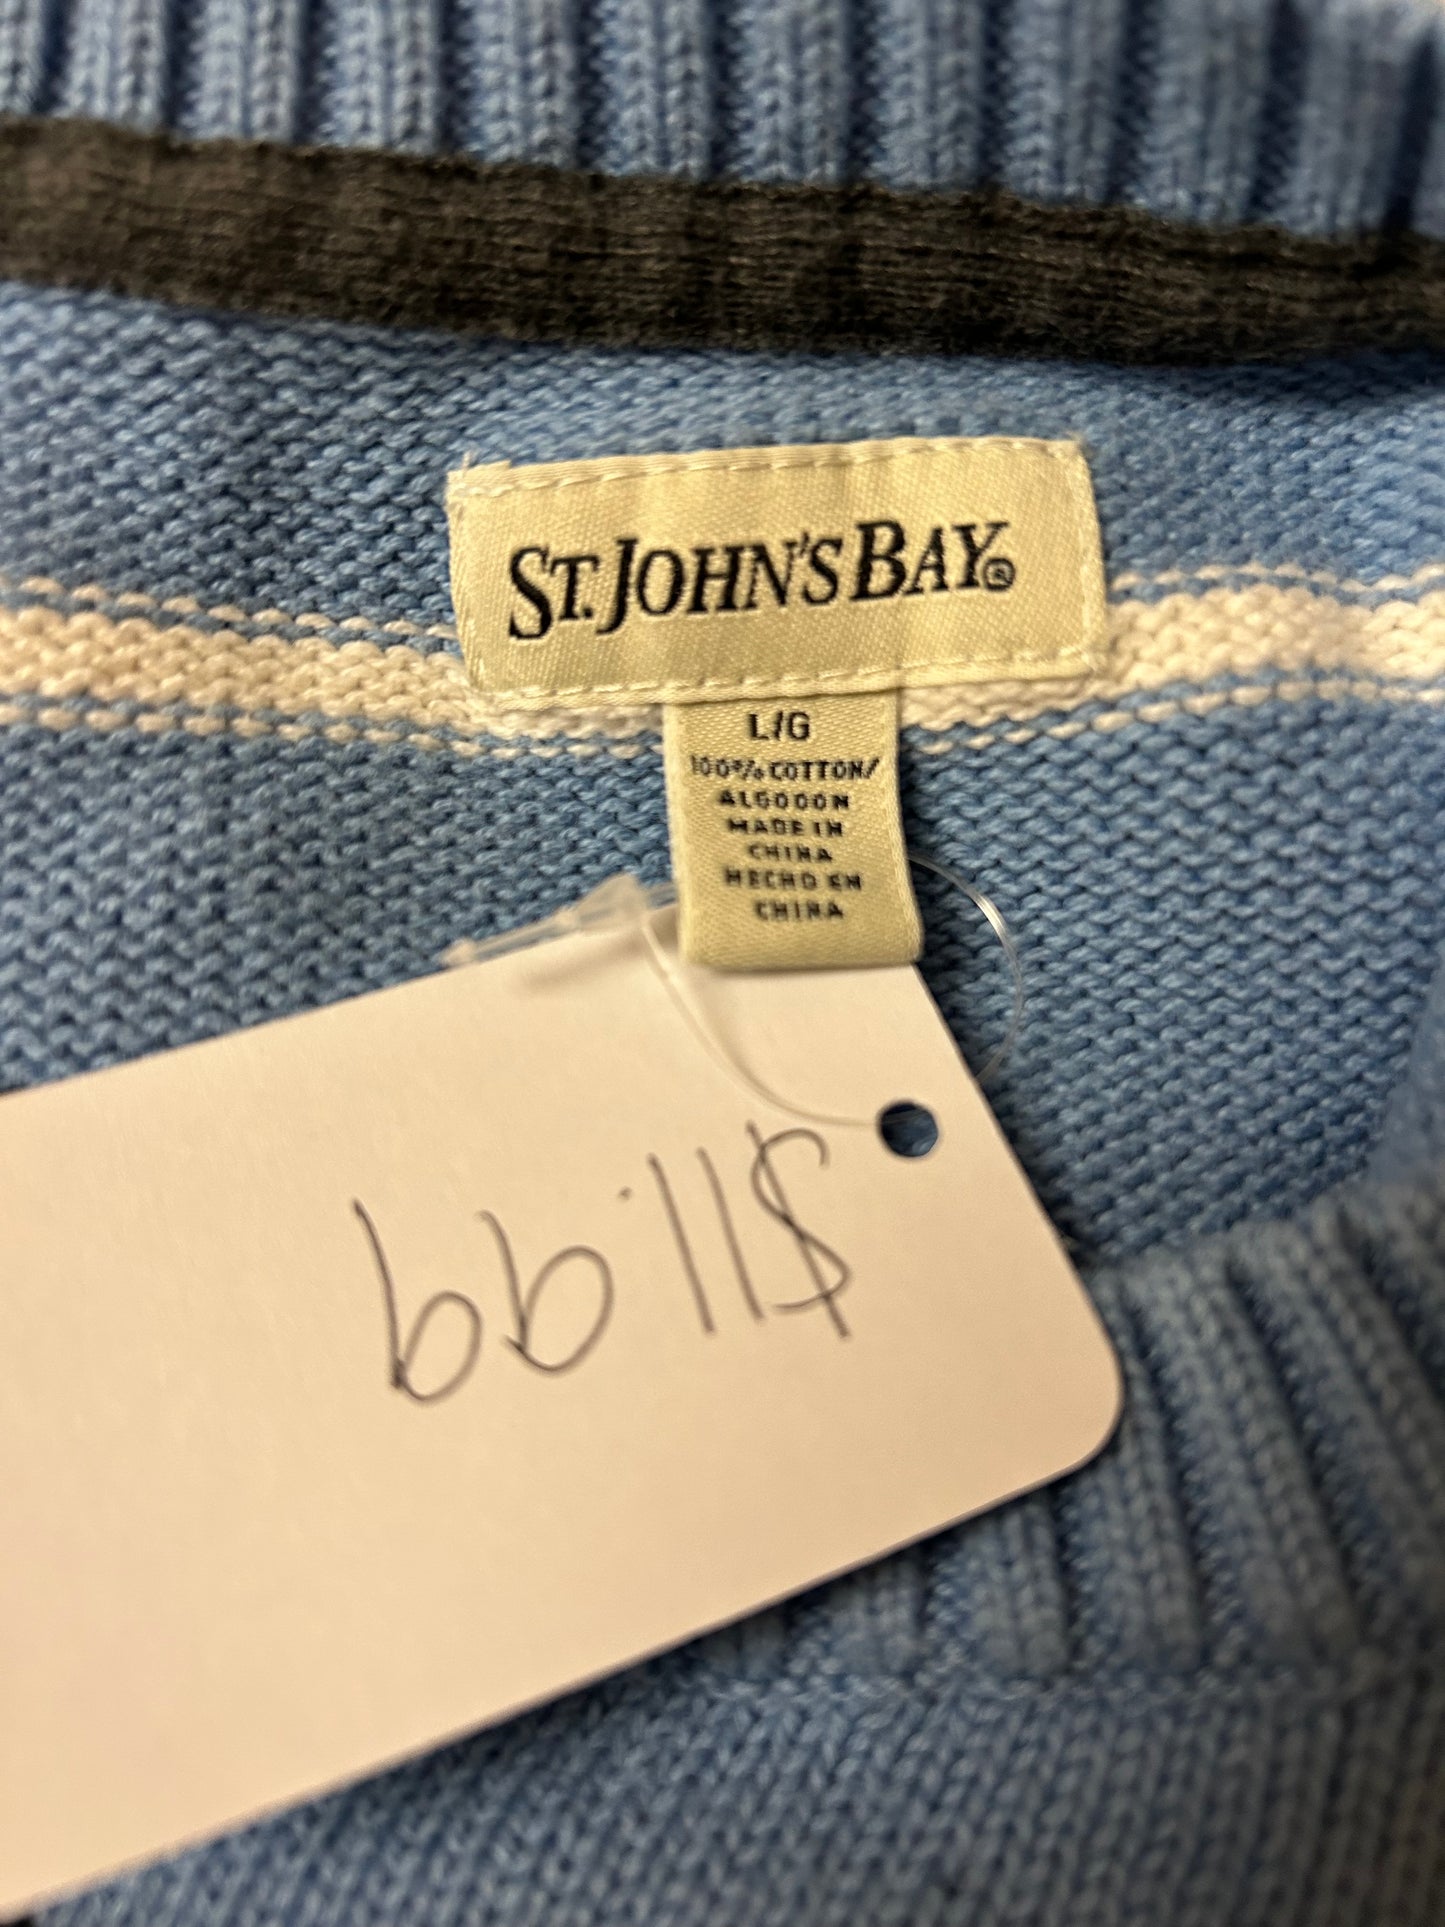 ST. JOHN'S BAY®
L/G
100% COTTON/
ALGODON
MADE IN
CHINA
HECHO EN
CHINA
$11.99